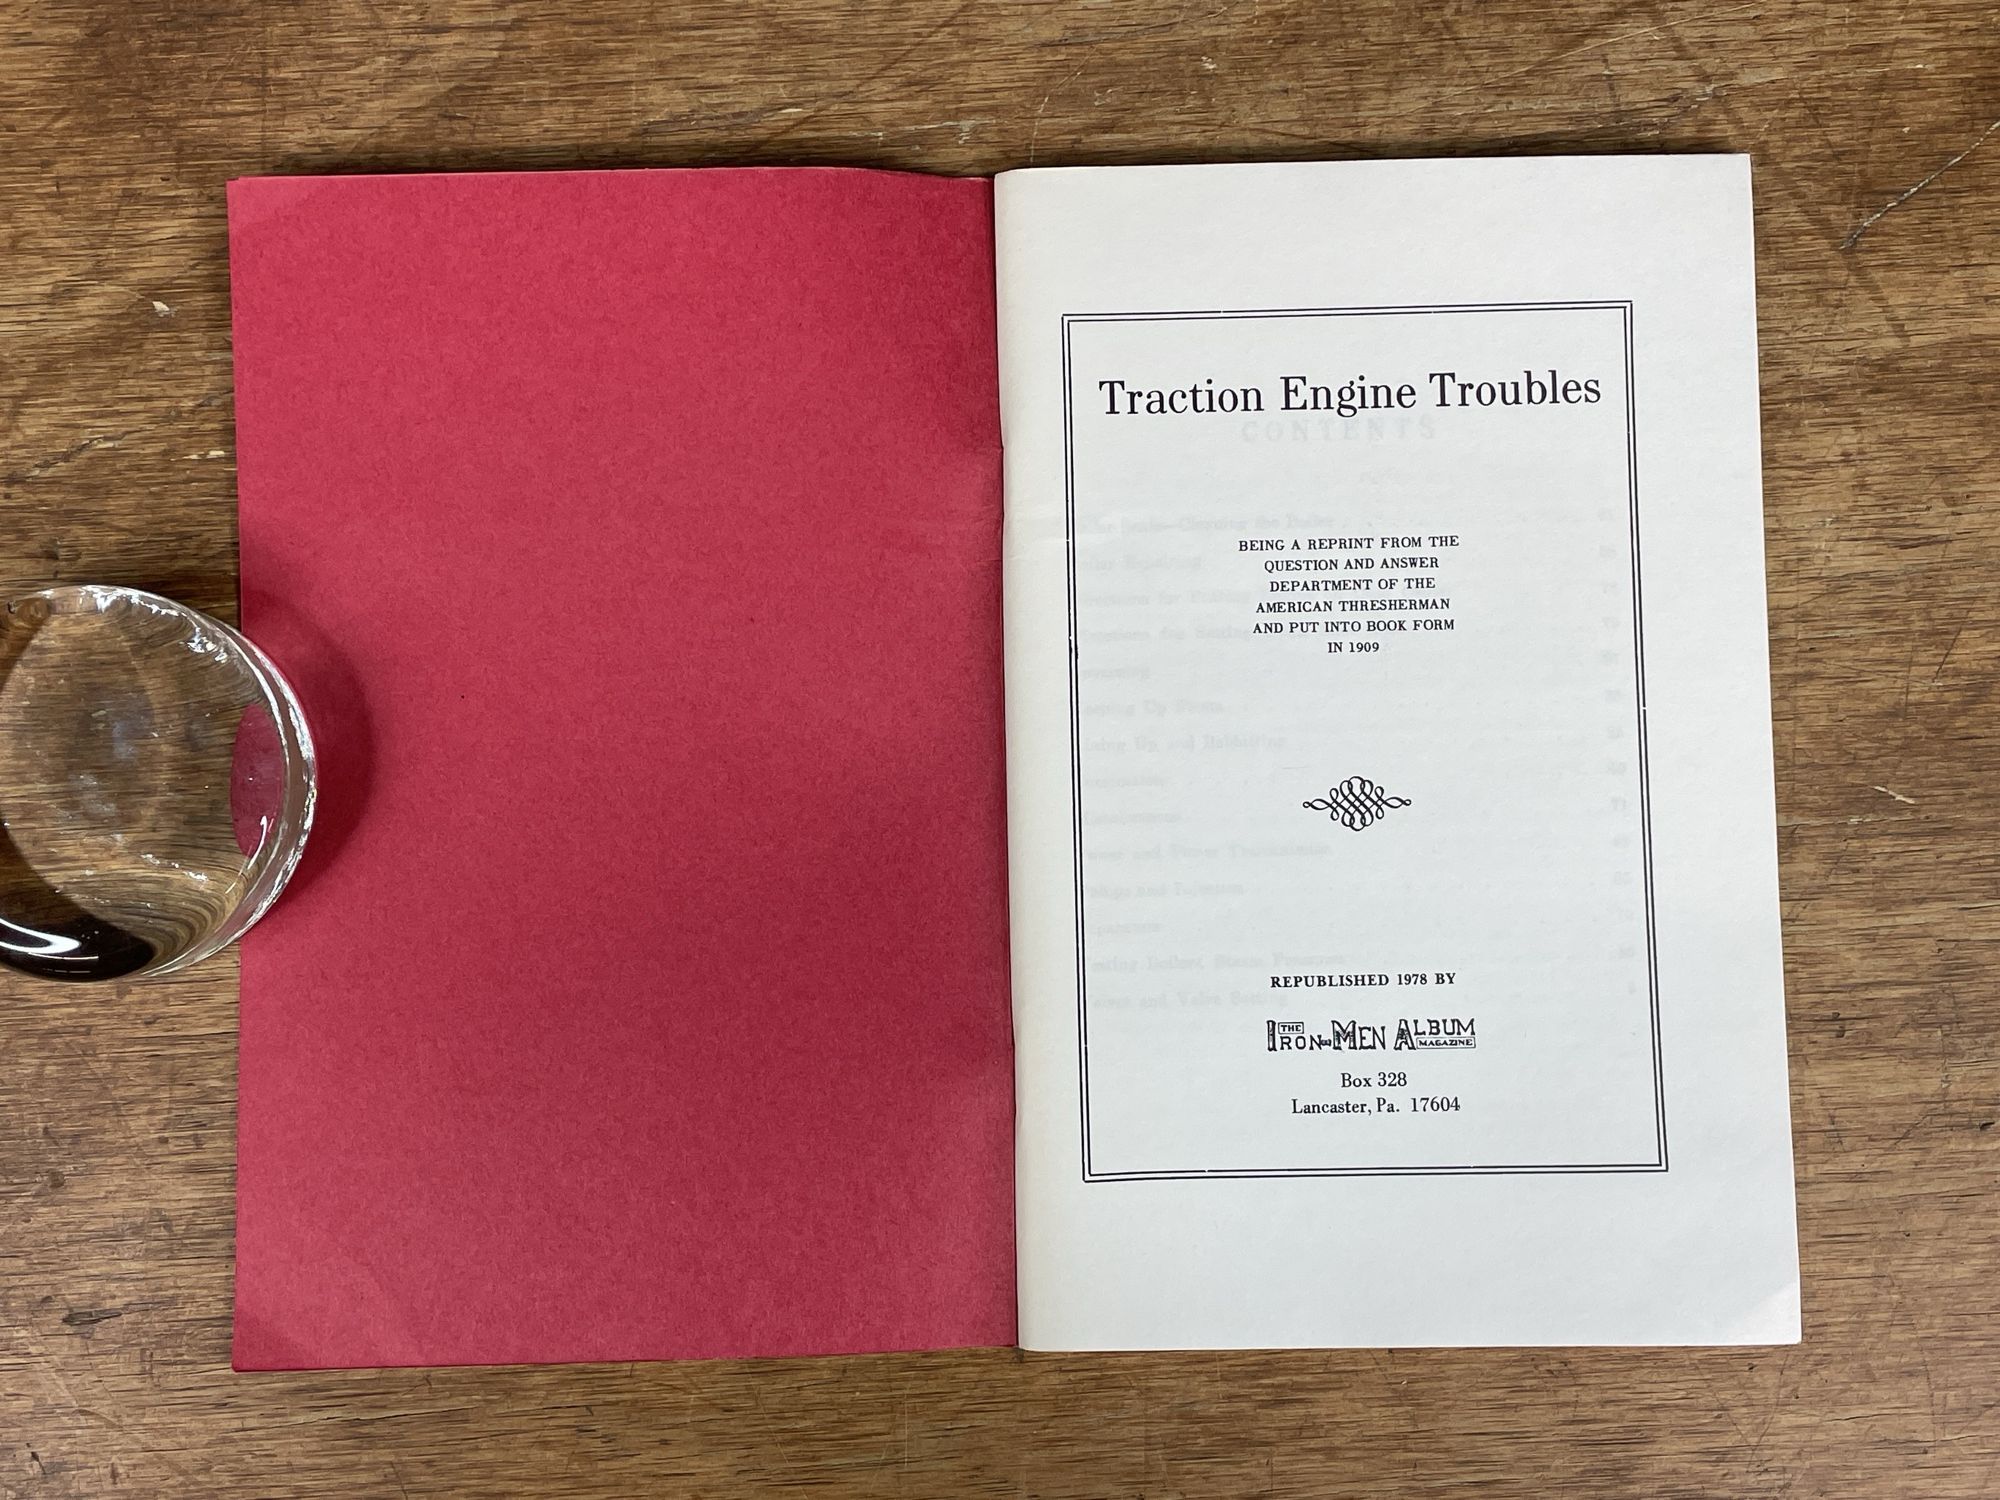 Traction Engine Troubles
CONTENTS
BEING A REPRINT FROM THE
QUESTION AND ANSWER
DEPARTMENT OF THE
AMERICAN THRESHERMAN
AND PUT INTO BOOK FORM
IN 1909
REPUBLISHED 1978 BY
THE IRON-MEN ALBUM
MAGAZINE
Box 328
Lancaster, Pa. 17604